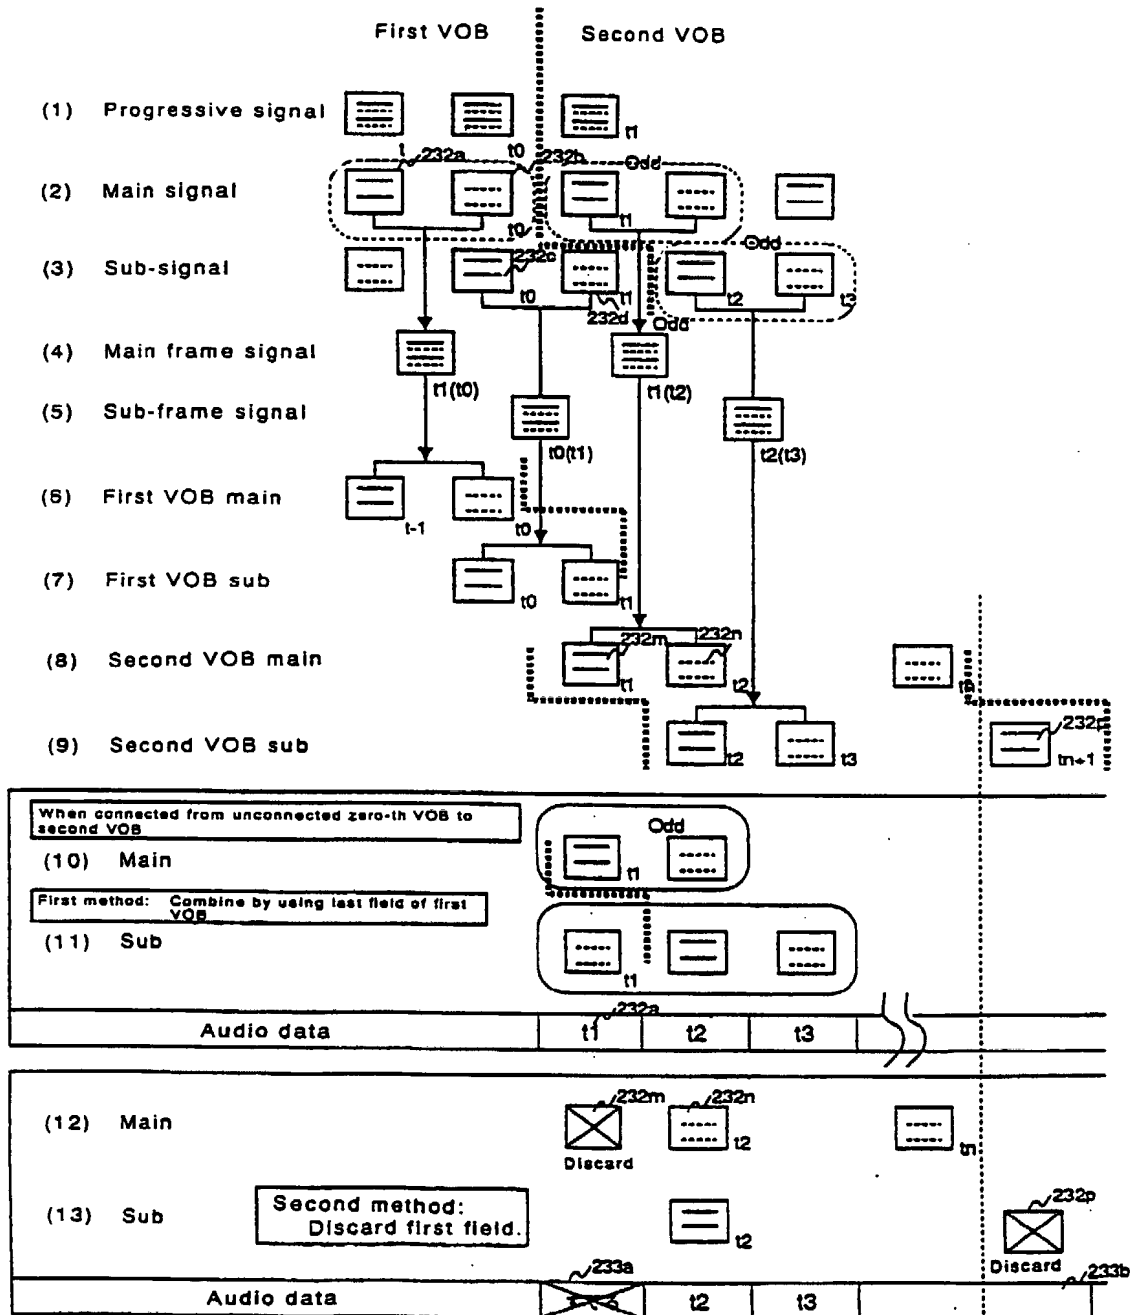 First VOB Second VOB
(1) Progressive signal
t1
t t0
232a 232b Odd
(2) Main signal
t0 t1
Odd
(3) Sub-signal
232c
t0 t1 t2 t3
232d Odd
(4) Main frame signal
t1(t0) t1(t2)
(5) Sub-frame signal
t0(t1) t2(t3)
(6) First VOB main
t-1 t0
(7) First VOB sub
t0 t1
232m 232n
(8) Second VOB main
t1 t2
232p
(9) Second VOB sub
t2 t3 tn+1
When connected from unconnected zero-th VOB to
second VOB
Odd
(10) Main
t1
First method: Combine by using last field of first
VOB
(11) Sub
t1
232a
Audio data t1 t2 t3
232m 232n
(12) Main
t2 tn
Discard
(13) Sub
Second method:
Discard first field.
t2
232p
Discard
233a 233b
Audio data t2 t3